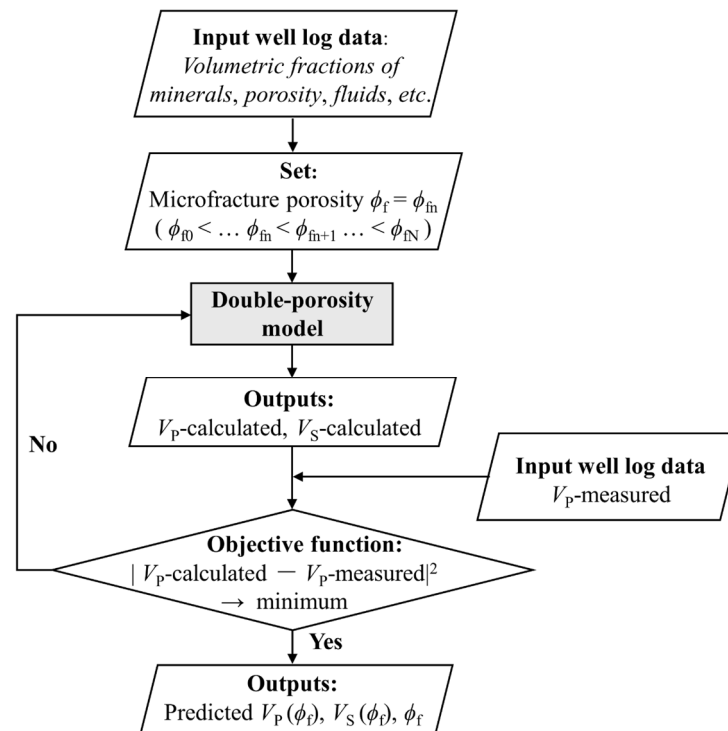 Input well log data:
Volumetric fractions of
minerals, porosity, fluids, etc.
Set:
Microfracture porosity ϕf = ϕfn
( ϕf0 < … ϕfn < ϕfn+1 … < ϕfN )
Double-porosity
model
Outputs:
VP-calculated, VS-calculated
No
Input well log data
VP-measured
Objective function:
| VP-calculated − VP-measured|²
→ minimum
Yes
Outputs:
Predicted VP(ϕf), VS(ϕf), ϕf